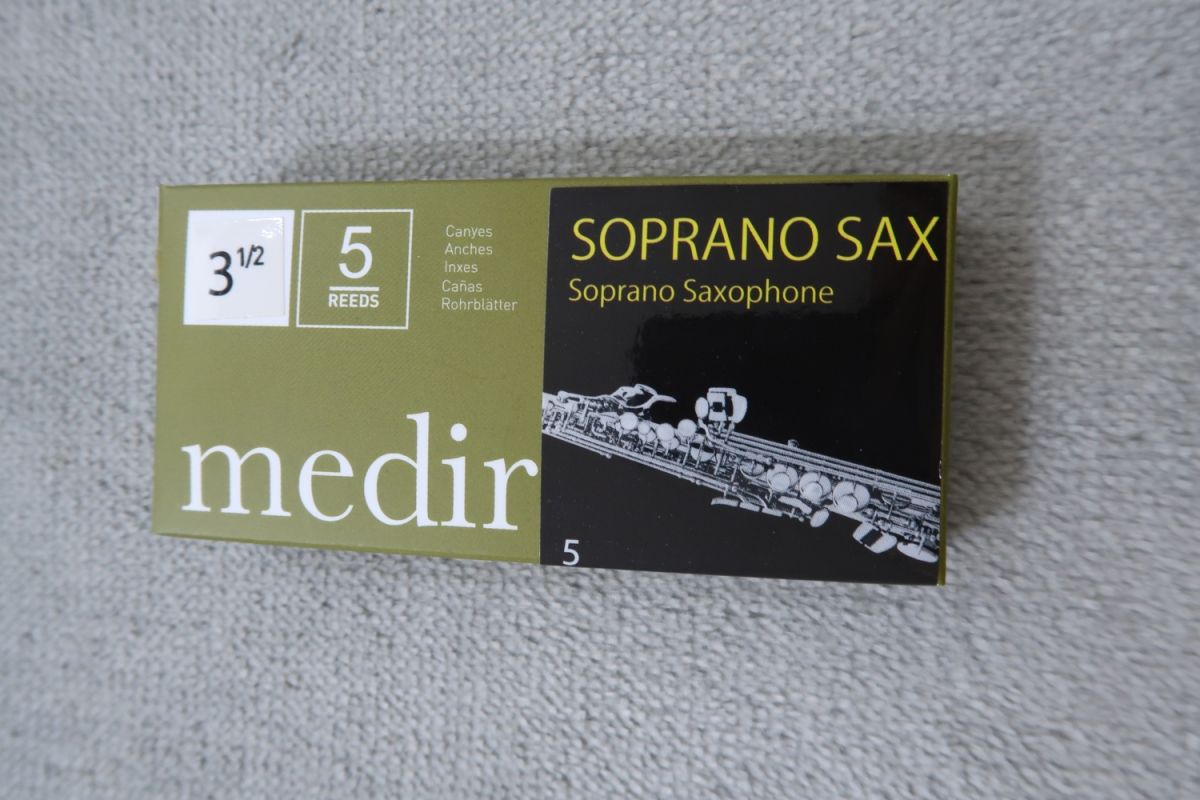 3 1/2
5
REEDS
Canyes
Anches
Inxes
Cañas
Rohrblätter
medir
SOPRANO SAX
Soprano Saxophone
5